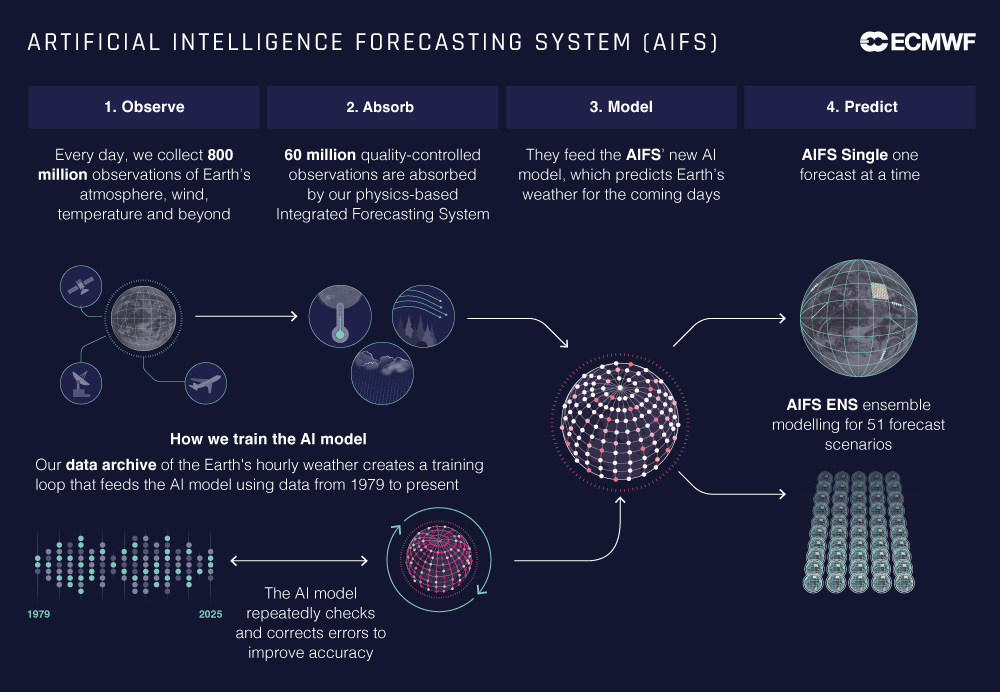 ARTIFICIAL INTELLIGENCE FORECASTING SYSTEM (AIFS)
ECMWF
1. Observe
2. Absorb
3. Model
4. Predict
Every day, we collect 800
million observations of Earth's
atmosphere, wind,
temperature and beyond
60 million quality-controlled
observations are absorbed
by our physics-based
Integrated Forecasting System
They feed the AIFS' new AI
model, which predicts Earth's
weather for the coming days
AIFS Single one
forecast at a time
AIFS ENS ensemble
modelling for 51 forecast
scenarios
How we train the AI model
Our data archive of the Earth's hourly weather creates a training
loop that feeds the AI model using data from 1979 to present
1979
2025
The AI model
repeatedly checks
and corrects errors to
improve accuracy